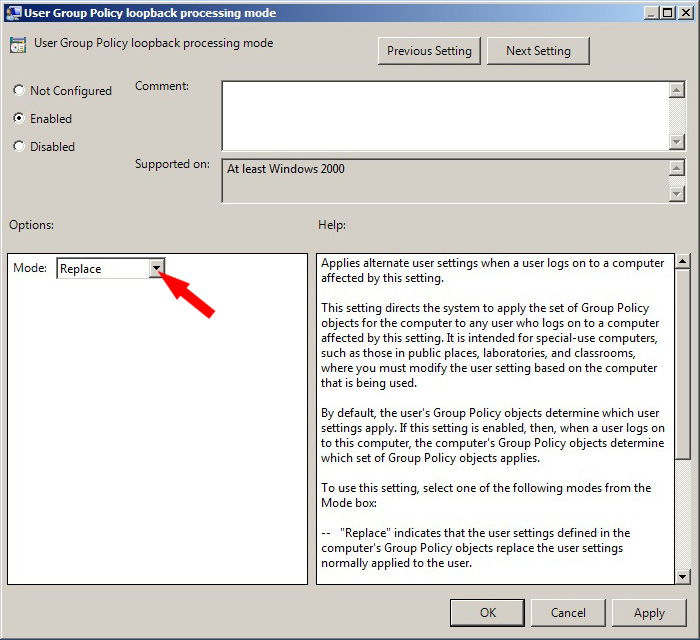 User Group Policy loopback processing mode
User Group Policy loopback processing mode
Previous Setting
Next Setting
Not Configured
Enabled
Disabled
Comment:
Supported on:
At least Windows 2000
Options:
Help:
Mode:
Replace
Applies alternate user settings when a user logs on to a computer
affected by this setting.
This setting directs the system to apply the set of Group Policy
objects for the computer to any user who logs on to a computer
affected by this setting. It is intended for special-use computers,
such as those in public places, laboratories, and classrooms,
where you must modify the user setting based on the computer
that is being used.
By default, the user's Group Policy objects determine which user
settings apply. If this setting is enabled, then, when a user logs on
to this computer, the computer's Group Policy objects determine
which set of Group Policy objects applies.
To use this setting, select one of the following modes from the
Mode box:
-- "Replace" indicates that the user settings defined in the
computer's Group Policy objects replace the user settings
normally applied to the user.
OK
Cancel
Apply